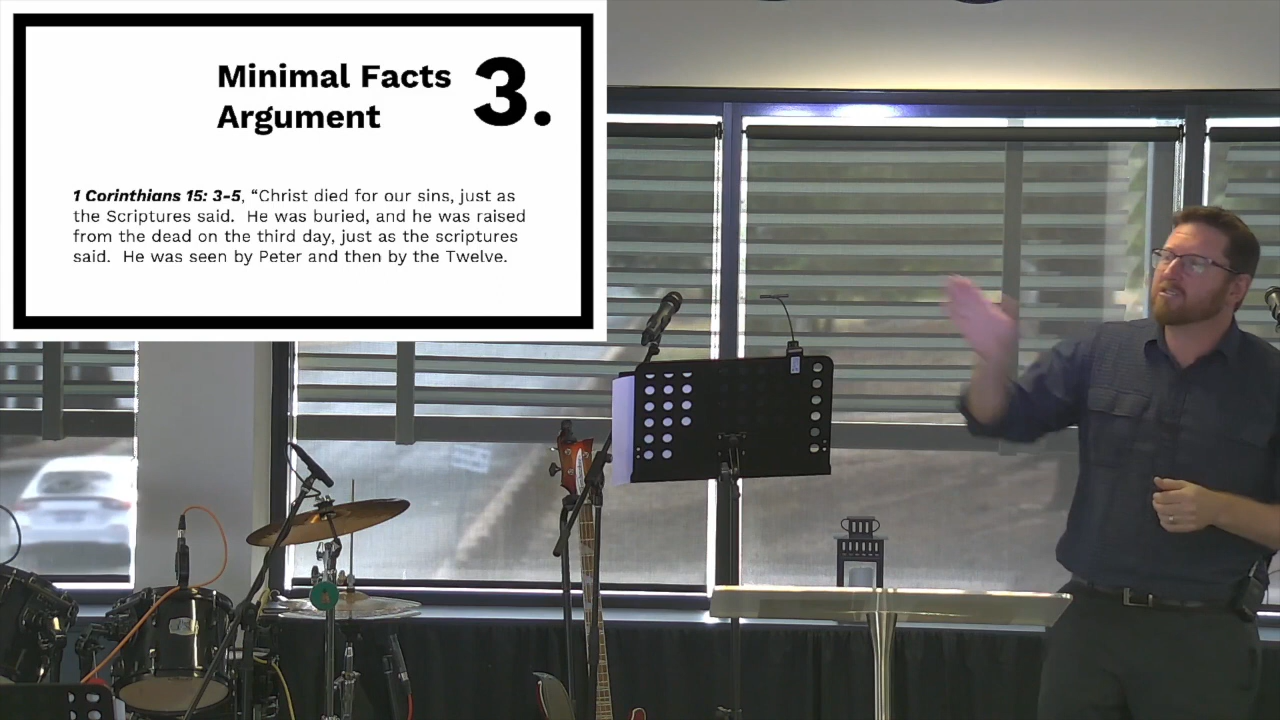 Minimal Facts
Argument
3.
1 Corinthians 15: 3-5, “Christ died for our sins, just as
the Scriptures said.  He was buried, and he was raised
from the dead on the third day, just as the scriptures
said.  He was seen by Peter and then by the Twelve.